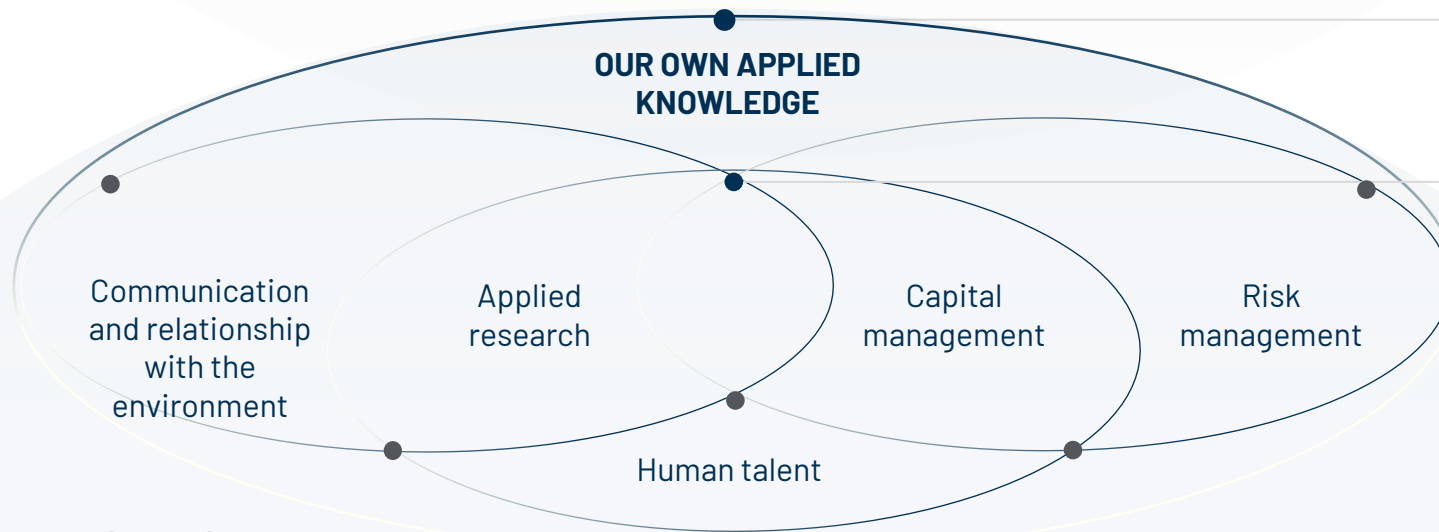 OUR OWN APPLIED
KNOWLEDGE
Communication
and relationship
with the
environment
Applied
research
Capital
management
Risk
management
Human talent